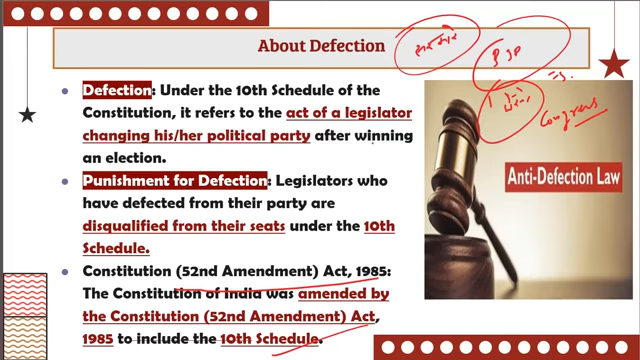 About Defection
Defection: Under the 10th Schedule of the
Constitution, it refers to the act of a legislator
changing his/her political party after winning
an election.
Punishment for Defection: Legislators who
have defected from their party are
disqualified from their seats under the 10th
Schedule.
Constitution (52nd Amendment) Act, 1985:
The Constitution of India was amended by
the Constitution (52nd Amendment) Act,
1985 to include the 10th Schedule.
BJP
Congress
Anti-Defection Law